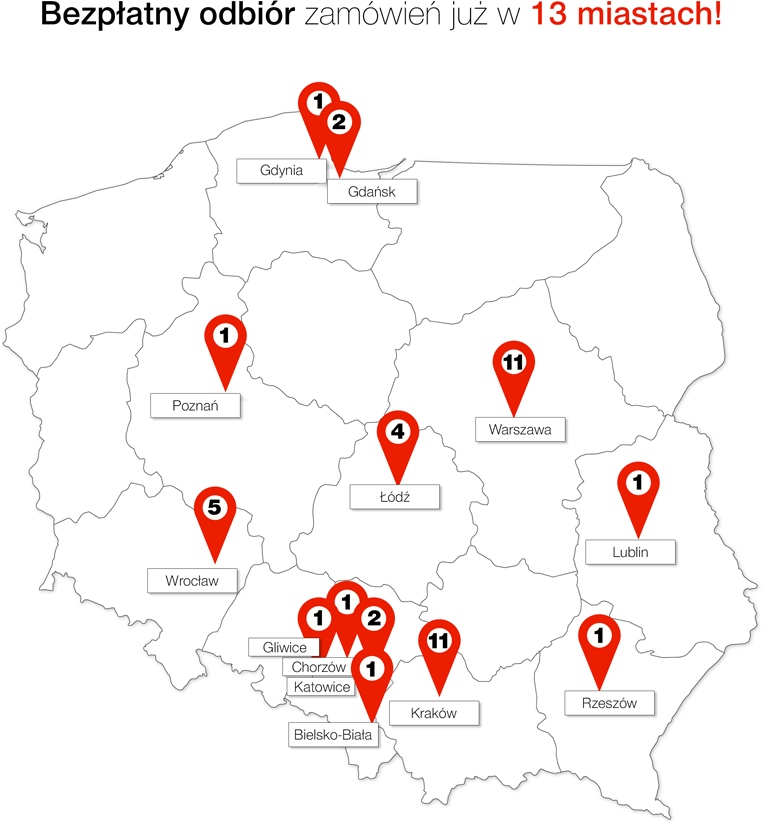 Bezpłatny odbiór zamówień już w 13 miastach!
1
2
Gdynia
Gdańsk
1
Poznań
11
Warszawa
4
Łódź
1
Lublin
5
Wrocław
1
1
2
Gliwice
Chorzów
Katowice
1
Bielsko-Biała
11
Kraków
1
Rzeszów